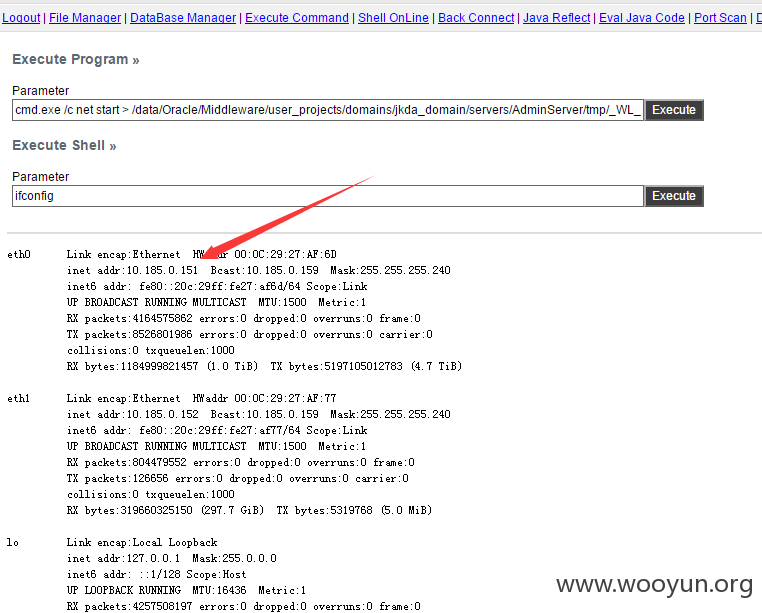 Logout | File Manager | DataBase Manager | Execute Command | Shell OnLine | Back Connect | Java Reflect | Eval Java Code | Port Scan |
Execute Program »
Parameter
cmd.exe /c net start > /data/Oracle/Middleware/user_projects/domains/jkda_domain/servers/AdminServer/tmp/_WL_ Execute
Execute Shell »
Parameter
ifconfig Execute
eth0 Link encap:Ethernet HWaddr 00:0C:29:27:AF:6D
inet addr:10.185.0.151 Bcast:10.185.0.159 Mask:255.255.255.240
inet6 addr: fe80::20c:29ff:fe27:af6d/64 Scope:Link
UP BROADCAST RUNNING MULTICAST MTU:1500 Metric:1
RX packets:4164575862 errors:0 dropped:0 overruns:0 frame:0
TX packets:8526801986 errors:0 dropped:0 overruns:0 carrier:0
collisions:0 txqueuelen:1000
RX bytes:1184999821457 (1.0 TiB) TX bytes:5197105012783 (4.7 TiB)
eth1 Link encap:Ethernet HWaddr 00:0C:29:27:AF:77
inet addr:10.185.0.152 Bcast:10.185.0.159 Mask:255.255.255.240
inet6 addr: fe80::20c:29ff:fe27:af77/64 Scope:Link
UP BROADCAST RUNNING MULTICAST MTU:1500 Metric:1
RX packets:804479552 errors:0 dropped:0 overruns:0 frame:0
TX packets:126656 errors:0 dropped:0 overruns:0 carrier:0
collisions:0 txqueuelen:1000
RX bytes:319660325150 (297.7 GiB) TX bytes:5319768 (5.0 MiB)
lo Link encap:Local Loopback
inet addr:127.0.0.1 Mask:255.0.0.0
inet6 addr: ::1/128 Scope:Host
UP LOOPBACK RUNNING MTU:16436 Metric:1
RX packets:4257508197 errors:0 dropped:0 overruns:0 frame:0
www.wooyun.org